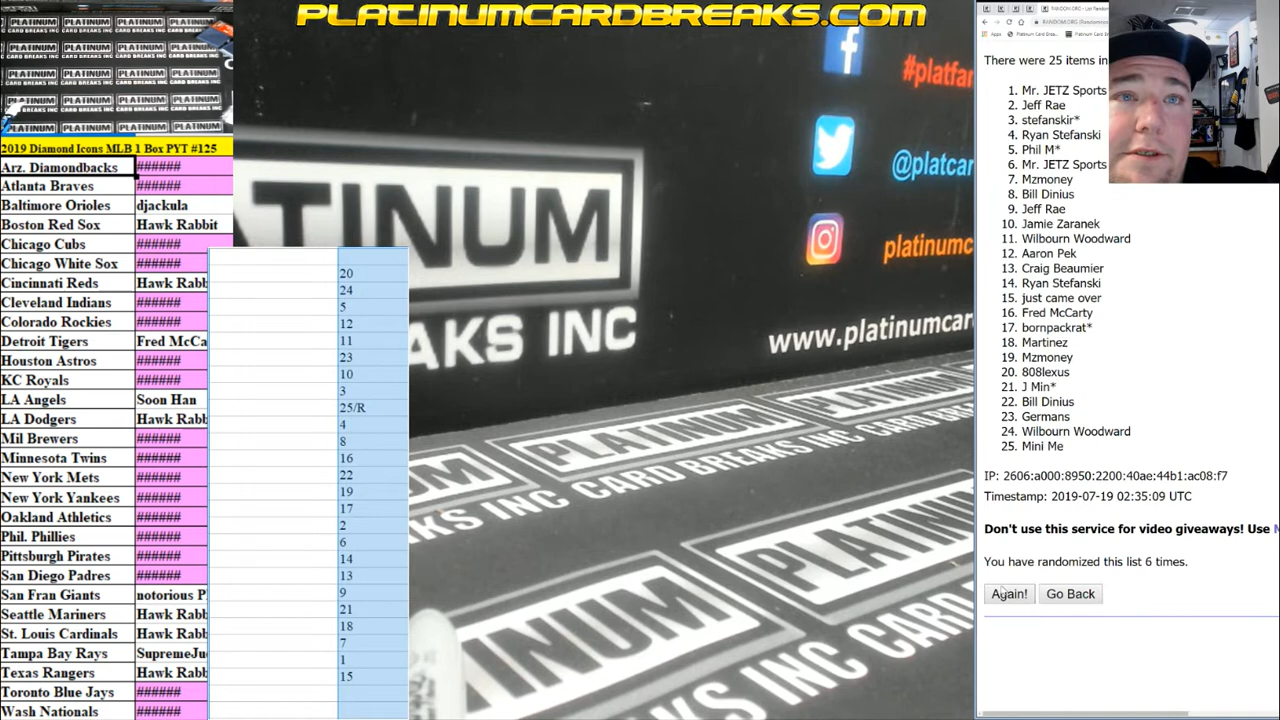 PLATINUMCARDBREAKS.COM
2019 Diamond Icons MLB 1 Box PYT #125
Arz. Diamondbacks ######
Atlanta Braves ######
Baltimore Orioles djackula
Boston Red Sox Hawk Rabbit
Chicago Cubs ######
Chicago White Sox ######
Cincinnati Reds Hawk Rabb
Cleveland Indians ######
Colorado Rockies ######
Detroit Tigers Fred McCa
Houston Astros ######
KC Royals ######
LA Angels Soon Han
LA Dodgers Hawk Rabb
Mil Brewers ######
Minnesota Twins ######
New York Mets ######
New York Yankees ######
Oakland Athletics ######
Phil. Phillies ######
Pittsburgh Pirates ######
San Diego Padres ######
San Fran Giants notorious P
Seattle Mariners Hawk Rabb
St. Louis Cardinals Hawk Rabb
Tampa Bay Rays SupremeJu
Texas Rangers Hawk Rabb
Toronto Blue Jays ######
Wash Nationals ######
20
24
5
12
11
23
10
3
25/R
4
8
16
22
19
17
2
6
14
13
9
21
18
7
1
15
TINUM
AKS INC
#platfa
@platcar
platinumc
www.platinumcar
There were 25 items in
1. Mr. JETZ Sports
2. Jeff Rae
3. stefanskir*
4. Ryan Stefanski
5. Phil M*
6. Mr. JETZ Sports
7. Mzmoney
8. Bill Dinius
9. Jeff Rae
10. Jamie Zaranek
11. Wilbourn Woodward
12. Aaron Pek
13. Craig Beaumier
14. Ryan Stefanski
15. just came over
16. Fred McCarty
17. bornpackrat*
18. Martinez
19. Mzmoney
20. 808lexus
21. J Min*
22. Bill Dinius
23. Germans
24. Wilbourn Woodward
25. Mini Me
IP: 2606:a000:8950:2200:40ae:44b1:ac08:f7
Timestamp: 2019-07-19 02:35:09 UTC
Don't use this service for video giveaways! Use
You have randomized this list 6 times.
Again! Go Back